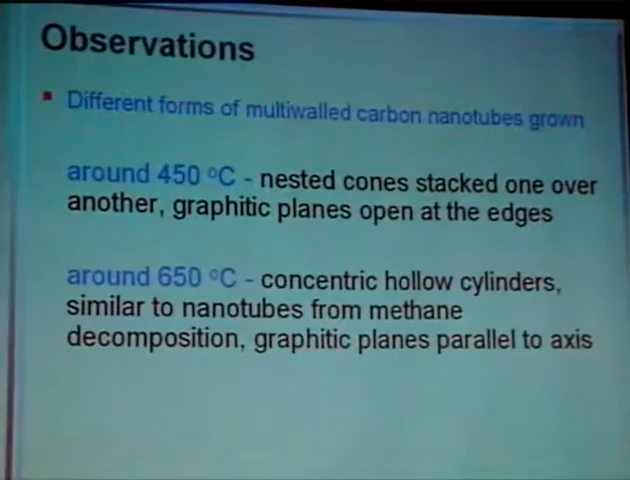 Observations
Different forms of multiwalled carbon nanotubes grown
around 450 °C - nested cones stacked one over
another, graphitic planes open at the edges
around 650 °C - concentric hollow cylinders,
similar to nanotubes from methane
decomposition, graphitic planes parallel to axis